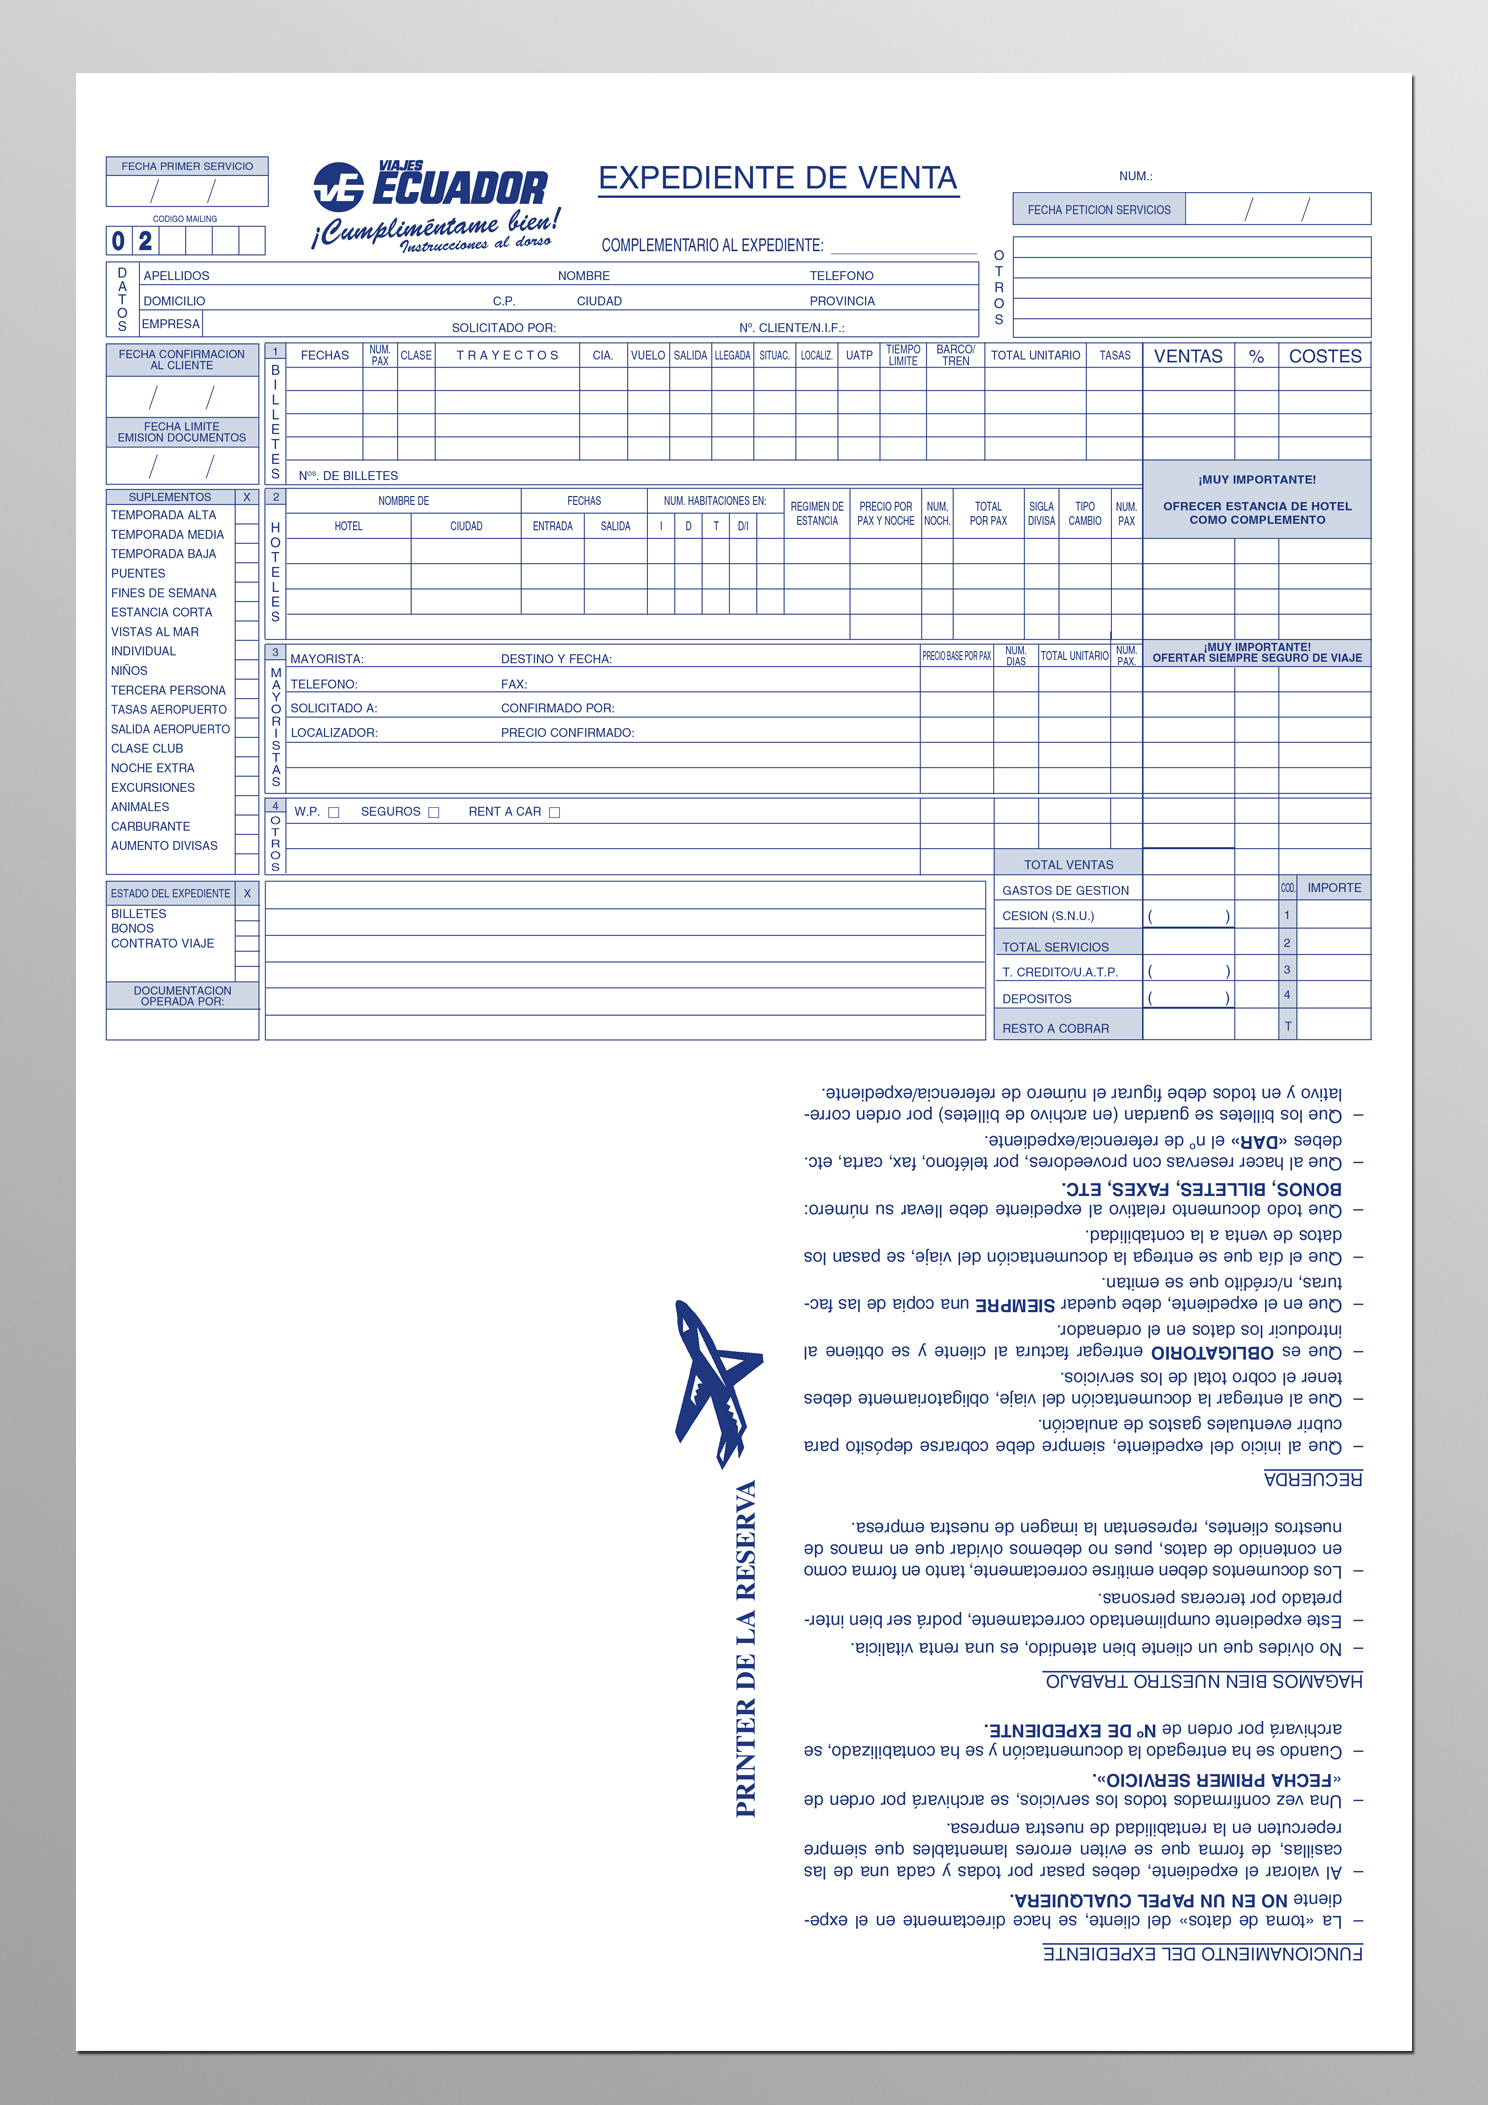 FECHA PRIMER SERVICIO
/ /
CODIGO MAILING
0 2
VIAJES
ECUADOR
vE
¡Cumpliméntame bien!
Instrucciones al dorso
EXPEDIENTE DE VENTA
COMPLEMENTARIO AL EXPEDIENTE:
NUM.:
FECHA PETICION SERVICIOS / /
OTROS
DATOS
APELLIDOS NOMBRE TELEFONO
DOMICILIO C.P. CIUDAD PROVINCIA
EMPRESA SOLICITADO POR: Nº. CLIENTE/N.I.F.:
FECHA CONFIRMACION
AL CLIENTE
/ /
FECHA LIMITE
EMISION DOCUMENTOS
/ /
SUPLEMENTOS X
TEMPORADA ALTA
TEMPORADA MEDIA
TEMPORADA BAJA
PUENTES
FINES DE SEMANA
ESTANCIA CORTA
VISTAS AL MAR
INDIVIDUAL
NIÑOS
TERCERA PERSONA
TASAS AEROPUERTO
SALIDA AEROPUERTO
CLASE CLUB
NOCHE EXTRA
EXCURSIONES
ANIMALES
CARBURANTE
AUMENTO DIVISAS
ESTADO DEL EXPEDIENTE X
BILLETES
BONOS
CONTRATO VIAJE
DOCUMENTACION
OPERADA POR:
1 BILLETES
FECHAS NUM. PAX CLASE TRAYECTOS CIA. VUELO SALIDA LLEGADA SITUAC. LOCALIZ. UATP TIEMPO LIMITE BARCO/ TREN TOTAL UNITARIO TASAS VENTAS % COSTES
Nºs. DE BILLETES
¡MUY IMPORTANTE!
OFRECER ESTANCIA DE HOTEL
COMO COMPLEMENTO
2 HOTELES
NOMBRE DE FECHAS NUM. HABITACIONES EN: REGIMEN DE ESTANCIA PRECIO POR PAX Y NOCHE NUM, NOCH. TOTAL POR PAX SIGLA DIVISA TIPO CAMBIO NUM. PAX
HOTEL CIUDAD ENTRADA SALIDA I D T D/I
3 MAYORISTAS
MAYORISTA: DESTINO Y FECHA: PRECIO BASE POR PAX NUM. DIAS TOTAL UNITARIO NUM. PAX.
¡MUY IMPORTANTE!
OFERTAR SIEMPRE SEGURO DE VIAJE
TELEFONO: FAX:
SOLICITADO A: CONFIRMADO POR:
LOCALIZADOR: PRECIO CONFIRMADO:
4 OTROS
W.P. SEGUROS RENT A CAR
TOTAL VENTAS
GASTOS DE GESTION COD. IMPORTE
CESION (S.N.U.) ( ) 1
TOTAL SERVICIOS 2
T. CREDITO/U.A.T.P. ( ) 3
DEPOSITOS ( ) 4
RESTO A COBRAR T
PRINTER DE LA RESERVA
FUNCIONAMIENTO DEL EXPEDIENTE
– La «toma de datos» del cliente, se hace directamente en el expe-
diente NO EN UN PAPEL CUALQUIERA.
– Al valorar el expediente, debes pasar por todas y cada una de las
casillas, de forma que se eviten errores lamentables que siempre
repercuten en la rentabilidad de nuestra empresa.
– Una vez confirmados todos los servicios, se archivará por orden de
«FECHA PRIMER SERVICIO».
– Cuando se ha entregado la documentación y se ha contabilizado, se
archivará por orden de Nº DE EXPEDIENTE.
HAGAMOS BIEN NUESTRO TRABAJO
– No olvides que un cliente bien atendido, es una renta vitalicia.
– Este expediente cumplimentado correctamente, podrá ser bien inter-
pretado por terceras personas.
– Los documentos deben emitirse correctamente, tanto en forma como
en contenido de datos, pues no debemos olvidar que en manos de
nuestros clientes, representan la imagen de nuestra empresa.
RECUERDA
– Que al inicio del expediente, siempre debe cobrarse depósito para
cubrir eventuales gastos de anulación.
– Que al entregar la documentación del viaje, obligatoriamente debes
tener el cobro total de los servicios.
– Que es OBLIGATORIO entregar factura al cliente y se obtiene al
introducir los datos en el ordenador.
– Que en el expediente, debe quedar SIEMPRE una copia de las fac-
turas, n/crédito que se emitan.
– Que el día que se entrega la documentación del viaje, se pasan los
datos de venta a la contabilidad.
– Que todo documento relativo al expediente debe llevar su número:
BONOS, BILLETES, FAXES, ETC.
– Que al hacer reservas con proveedores, por teléfono, fax, carta, etc.
debes «DAR» el nº de referencia/expediente.
– Que los billetes se guardan (en archivo de billetes) por orden corre-
lativo y en todos debe figurar el número de referencia/expediente.